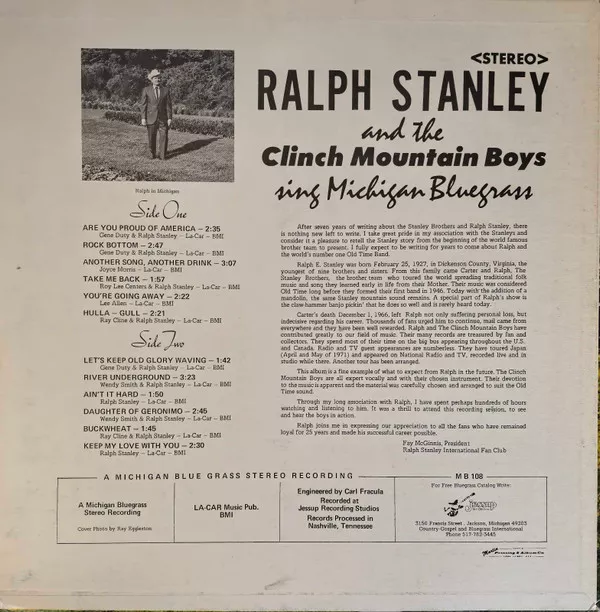 <STEREO>
RALPH STANLEY
and the
Clinch Mountain Boys
sing Michigan Bluegrass
Ralph in Michigan
Side One
ARE YOU PROUD OF AMERICA – 2:35
Gene Duty & Ralph Stanley – La-Car – BMI
ROCK BOTTOM – 2:47
Gene Duty & Ralph Stanley – La-Car – BMI
ANOTHER SONG, ANOTHER DRINK – 3:07
Joyce Morris – La-Car – BMI
TAKE ME BACK – 1:57
Roy Lee Centers & Ralph Stanley – La-Car – BMI
YOU'RE GOING AWAY – 2:22
Lee Allen – La-Car – BMI
HULLA – GULL – 2:21
Ray Cline & Ralph Stanley – La-Car – BMI
Side Two
LET'S KEEP OLD GLORY WAVING – 1:42
Gene Duty & Ralph Stanley – La-Car – BMI
RIVER UNDERGROUND – 3:23
Wendy Smith & Ralph Stanley – La-Car – BMI
AIN'T IT HARD – 1:50
Ralph Stanley – La-Car – BMI
DAUGHTER OF GERONIMO – 2:45
Wendy Smith & Ralph Stanley – La-Car – BMI
BUCKWHEAT – 1:45
Ray Cline & Ralph Stanley – La-Car – BMI
KEEP MY LOVE WITH YOU – 2:30
Ralph Stanley – La-Car – BMI
After seven years of writing about the Stanley Brothers and Ralph Stanley, there
is nothing new left to write. I take great pride in my association with the Stanleys and
consider it a pleasure to retell the Stanley story from the beginning of the world famous
brother team to present. I fully expect to be writing for years to come about Ralph and
the world's number one Old Time Band.
Ralph E. Stanley was born February 25, 1927, in Dickenson County, Virginia, the
youngest of nine brothers and sisters. From this family came Carter and Ralph, The
Stanley Brothers, the brother team who toured the world spreading traditional folk
music and song they learned early in life from their Mother. Their music was considered
Old Time long before they formed their first band in 1946. Today with the addition of a
mandolin, the same Stanley mountain sound remains. A special part of Ralph's show is
the claw hammer banjo pickin' that he does so well and is rarely heard today.
Carter's death December 1, 1966, left Ralph not only suffering personal loss, but
indecisive regarding his career. Thousands of fans urged him to continue, mail came from
everywhere and they have been well rewarded. Ralph and The Clinch Mountain Boys have
contributed greatly to our field of music. Their many records are treasured by fan and
collectors. They spend most of their time on the big bus appearing throughout the U.S.
and Canada. Radio and TV guest appearances are numberless. They have toured Japan
(April and May of 1971) and appeared on National Radio and TV, recorded live and in
studio while there. Another tour has been arranged.
This album is a fine example of what to expect from Ralph in the future. The Clinch
Mountain Boys are all expert vocally and with their chosen instrument. Their devotion
to the music is apparent and the material was carefully chosen and arranged to suit the Old
Time sound.
Through my long association with Ralph, I have spent perhaps hundreds of hours
watching and listening to him. It was a thrill to attend this recording session, to see
and hear the boys in action.
Ralph joins me in expressing our appreciation to all the fans who have remained
loyal for 25 years and made his successful career possible.
Fay McGinnis, President
Ralph Stanley International Fan Club
A MICHIGAN BLUE GRASS STEREO RECORDING
MB 108
A Michigan Bluegrass
Stereo Recording
Cover Photo by Ray Eggleston
LA-CAR Music Pub.
BMI
Engineered by Carl Fracula
Recorded at
Jessup Recording Studios
Records Processed in
Nashville, Tennessee
For Free Bluegrass Catalog Write:
JESSUP
3150 Francis Street, Jackson, Michigan 49203
Country-Gospel and Bluegrass International
Phone 517-782-3445